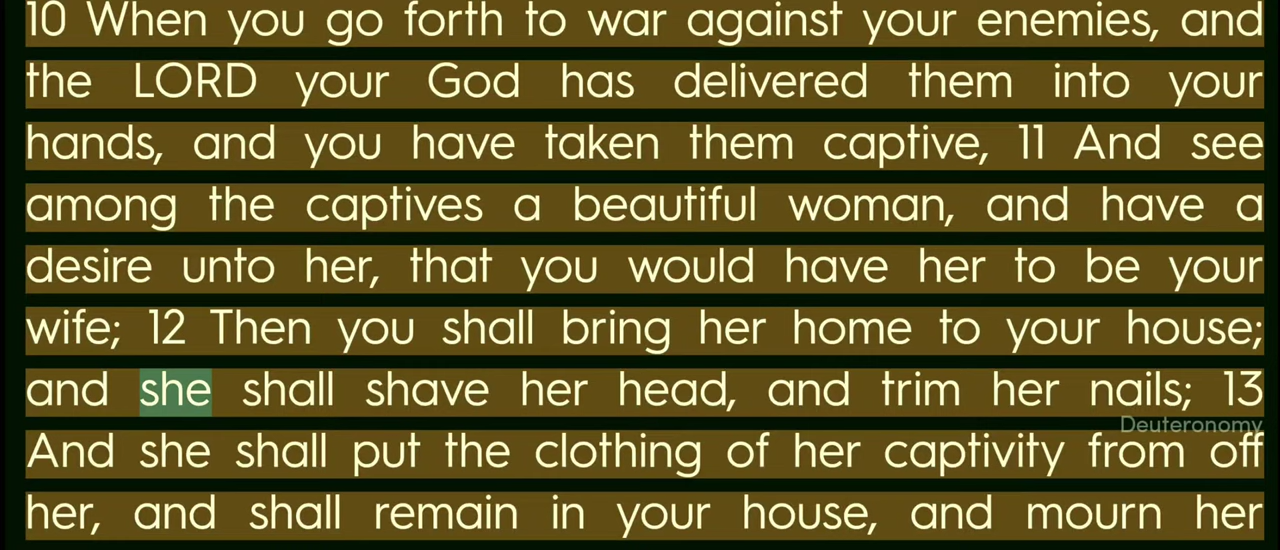 10 When you go forth to war against your enemies, and
the LORD your God has delivered them into your
hands, and you have taken them captive, 11 And see
among the captives a beautiful woman, and have a
desire unto her, that you would have her to be your
wife; 12 Then you shall bring her home to your house;
and she shall shave her head, and trim her nails; 13
Deuteronomy
And she shall put the clothing of her captivity from off
her, and shall remain in your house, and mourn her